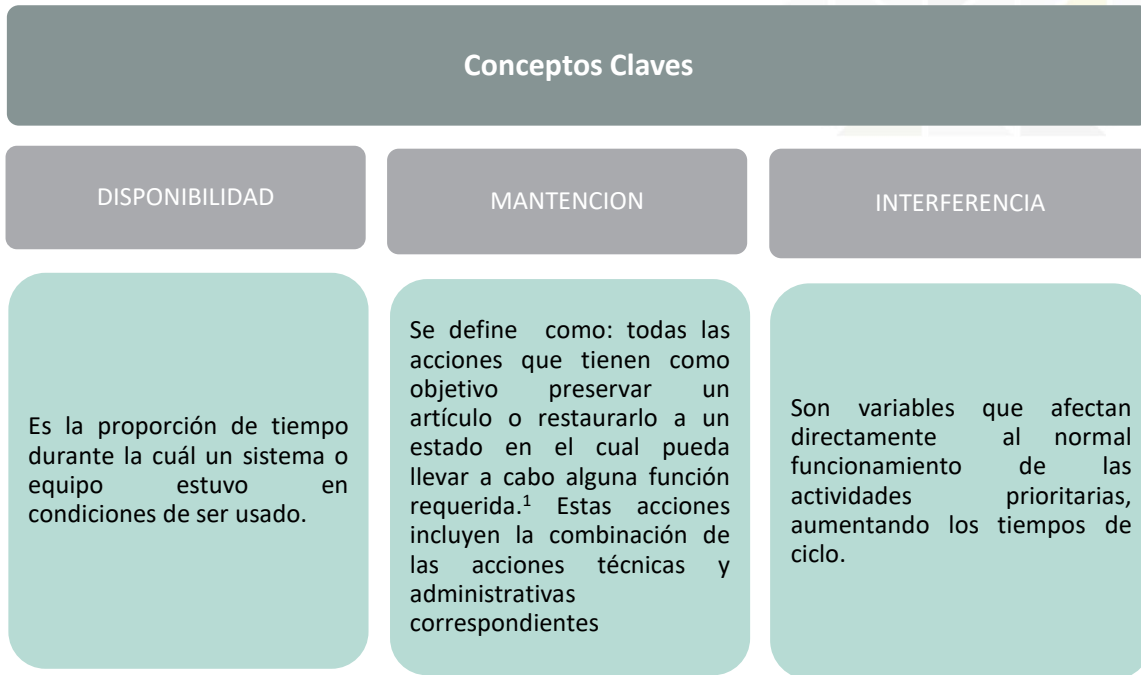 Conceptos Claves
DISPONIBILIDAD
MANTENCION
INTERFERENCIA
Es la proporción de tiempo
durante la cuál un sistema o
equipo estuvo en
condiciones de ser usado.
Se define como: todas las
acciones que tienen como
objetivo preservar un
artículo o restaurarlo a un
estado en el cual pueda
llevar a cabo alguna función
requerida.1 Estas acciones
incluyen la combinación de
las acciones técnicas y
administrativas
correspondientes
Son variables que afectan
directamente al normal
funcionamiento de las
actividades prioritarias,
aumentando los tiempos de
ciclo.